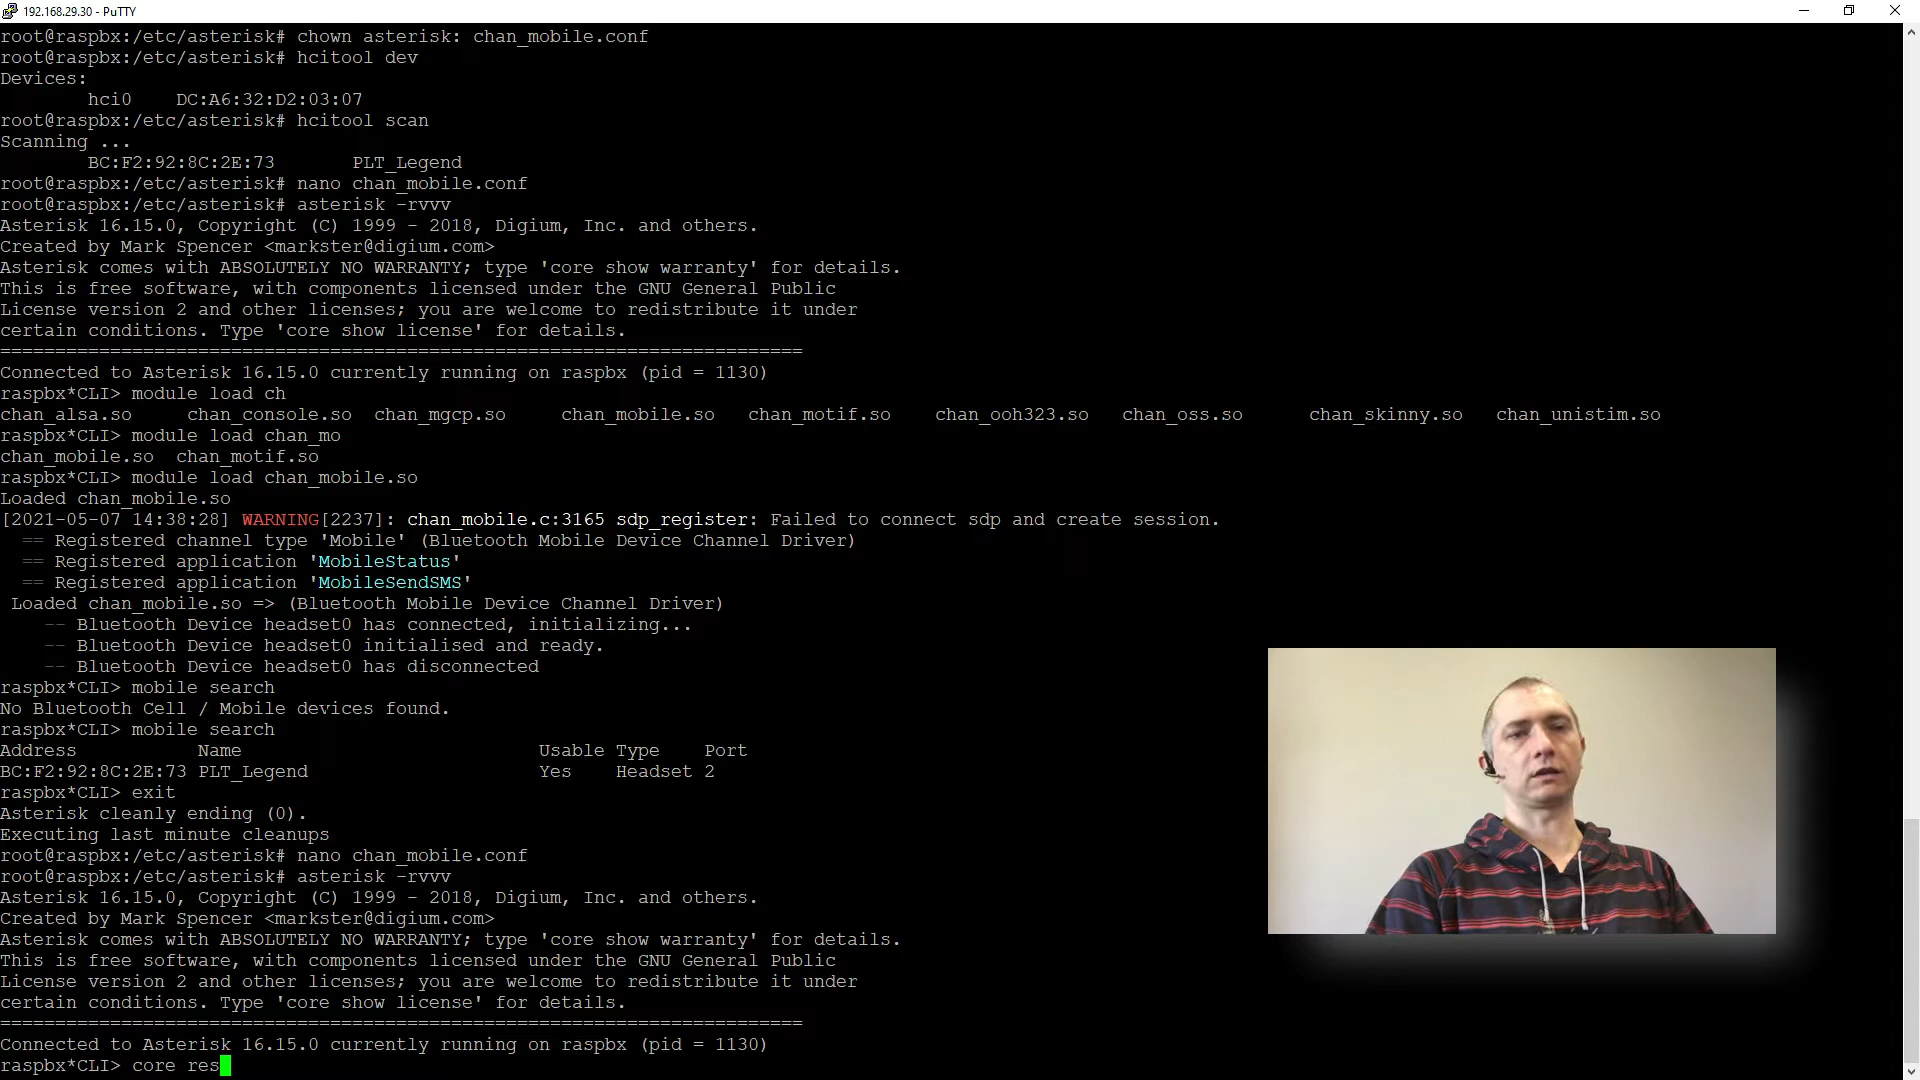 192.168.29.30 - PuTTY
root@raspbx:/etc/asterisk# chown asterisk: chan_mobile.conf
root@raspbx:/etc/asterisk# hcitool dev
Devices:
hci0 DC:A6:32:D2:03:07
root@raspbx:/etc/asterisk# hcitool scan
Scanning ...
BC:F2:92:8C:2E:73 PLT_Legend
root@raspbx:/etc/asterisk# nano chan_mobile.conf
root@raspbx:/etc/asterisk# asterisk -rvvv
Asterisk 16.15.0, Copyright (C) 1999 - 2018, Digium, Inc. and others.
Created by Mark Spencer <markster@digium.com>
Asterisk comes with ABSOLUTELY NO WARRANTY; type 'core show warranty' for details.
This is free software, with components licensed under the GNU General Public
License version 2 and other licenses; you are welcome to redistribute it under
certain conditions. Type 'core show license' for details.
=========================================================================
Connected to Asterisk 16.15.0 currently running on raspbx (pid = 1130)
raspbx*CLI> module load ch
chan_alsa.so chan_console.so chan_mgcp.so chan_mobile.so chan_motif.so chan_ooh323.so chan_oss.so chan_skinny.so chan_unistim.so
raspbx*CLI> module load chan_mo
chan_mobile.so chan_motif.so
raspbx*CLI> module load chan_mobile.so
Loaded chan_mobile.so
[2021-05-07 14:38:28] WARNING[2237]: chan_mobile.c:3165 sdp_register: Failed to connect sdp and create session.
== Registered channel type 'Mobile' (Bluetooth Mobile Device Channel Driver)
== Registered application 'MobileStatus'
== Registered application 'MobileSendSMS'
Loaded chan_mobile.so => (Bluetooth Mobile Device Channel Driver)
-- Bluetooth Device headset0 has connected, initializing...
-- Bluetooth Device headset0 initialised and ready.
-- Bluetooth Device headset0 has disconnected
raspbx*CLI> mobile search
No Bluetooth Cell / Mobile devices found.
raspbx*CLI> mobile search
Address Name Usable Type Port
BC:F2:92:8C:2E:73 PLT_Legend Yes Headset 2
raspbx*CLI> exit
Asterisk cleanly ending (0).
Executing last minute cleanups
root@raspbx:/etc/asterisk# nano chan_mobile.conf
root@raspbx:/etc/asterisk# asterisk -rvvv
Asterisk 16.15.0, Copyright (C) 1999 - 2018, Digium, Inc. and others.
Created by Mark Spencer <markster@digium.com>
Asterisk comes with ABSOLUTELY NO WARRANTY; type 'core show warranty' for details.
This is free software, with components licensed under the GNU General Public
License version 2 and other licenses; you are welcome to redistribute it under
certain conditions. Type 'core show license' for details.
=========================================================================
Connected to Asterisk 16.15.0 currently running on raspbx (pid = 1130)
raspbx*CLI> core res